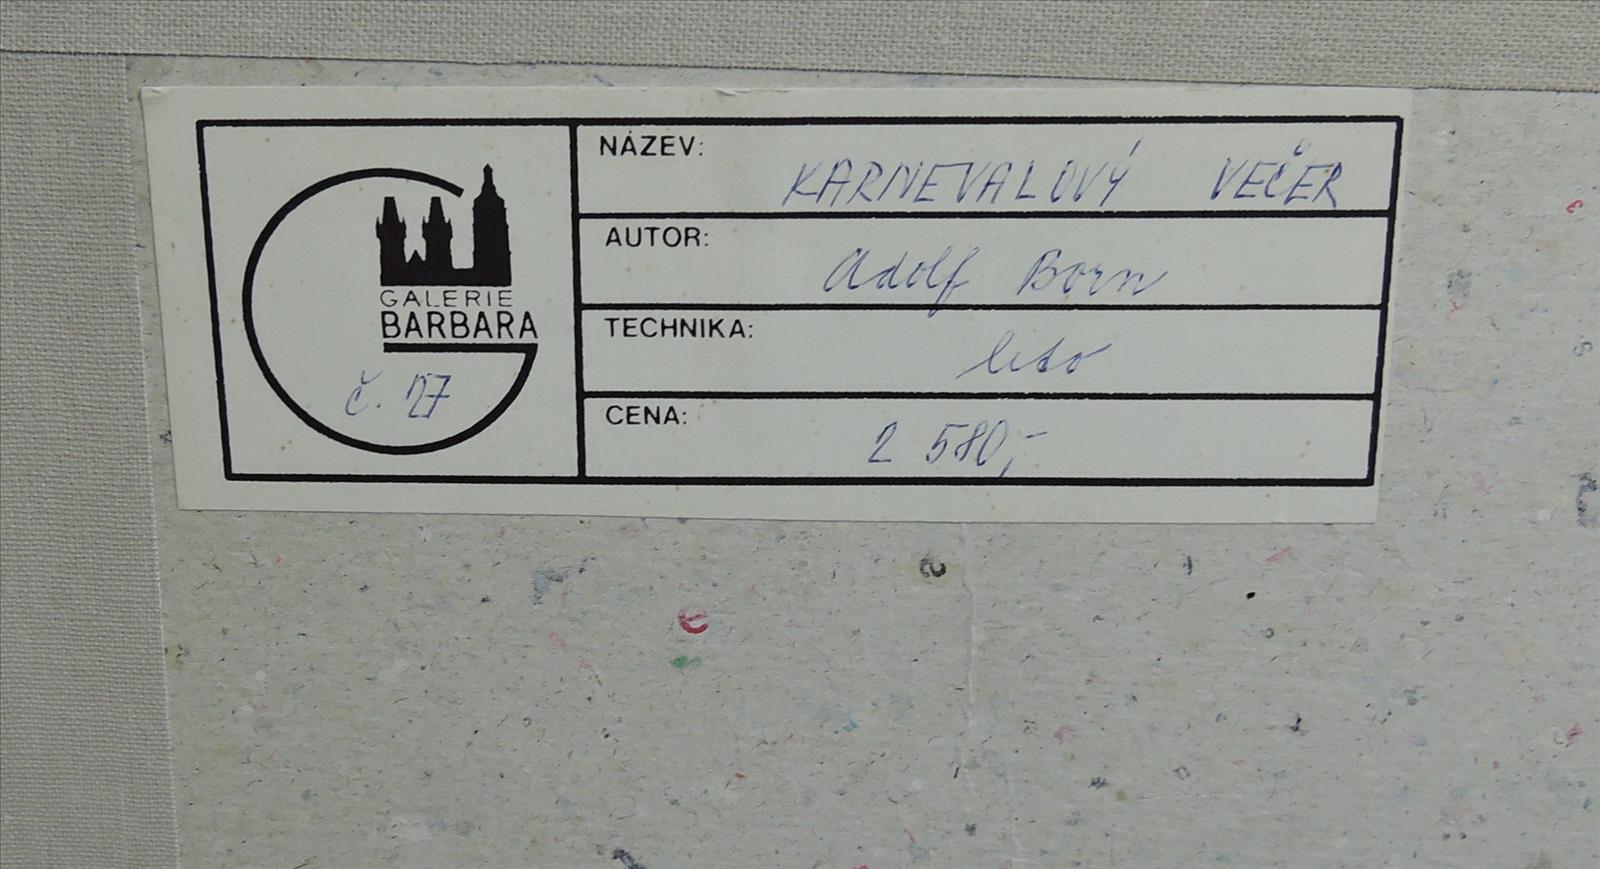 GALERIE
BARBARA
č. 27
NÁZEV: KARNEVALOVÝ VEČER
AUTOR: Adolf Born
TECHNIKA: lito
CENA: 2 580,-